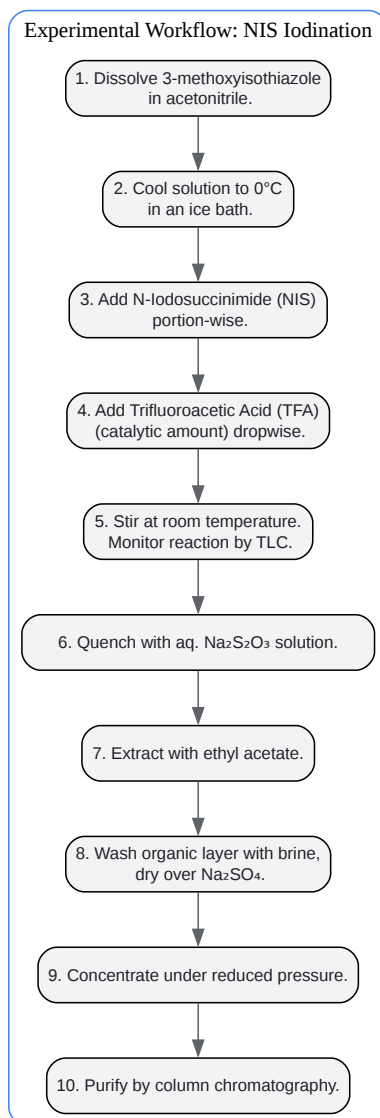 Experimental Workflow: NIS Iodination
1. Dissolve 3-methoxyisothiazole
in acetonitrile.
2. Cool solution to 0°C
in an ice bath.
3. Add N-Iodosuccinimide (NIS)
portion-wise.
4. Add Trifluoroacetic Acid (TFA)
(catalytic amount) dropwise.
5. Stir at room temperature.
Monitor reaction by TLC.
6. Quench with aq. Na₂S₂O₃ solution.
7. Extract with ethyl acetate.
8. Wash organic layer with brine,
dry over Na₂SO₄.
9. Concentrate under reduced pressure.
10. Purify by column chromatography.